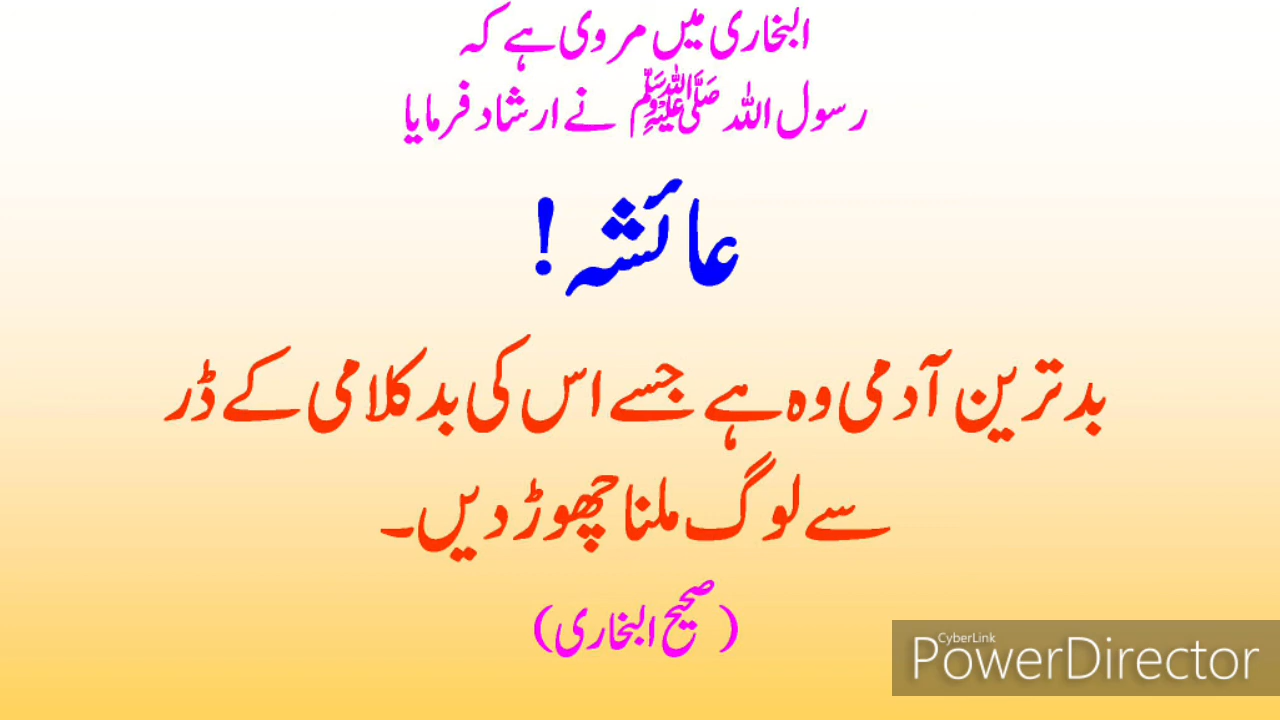 البخاری میں مروی ہے کہ
رسول اللہ ﷺ نے ارشاد فرمایا
عائشہ!
بدترین آدمی وہ ہے جسے اس کی بدکلامی کے ڈر
سے لوگ ملنا چھوڑ دیں۔
(صحیح البخاری)
CyberLink
PowerDirector